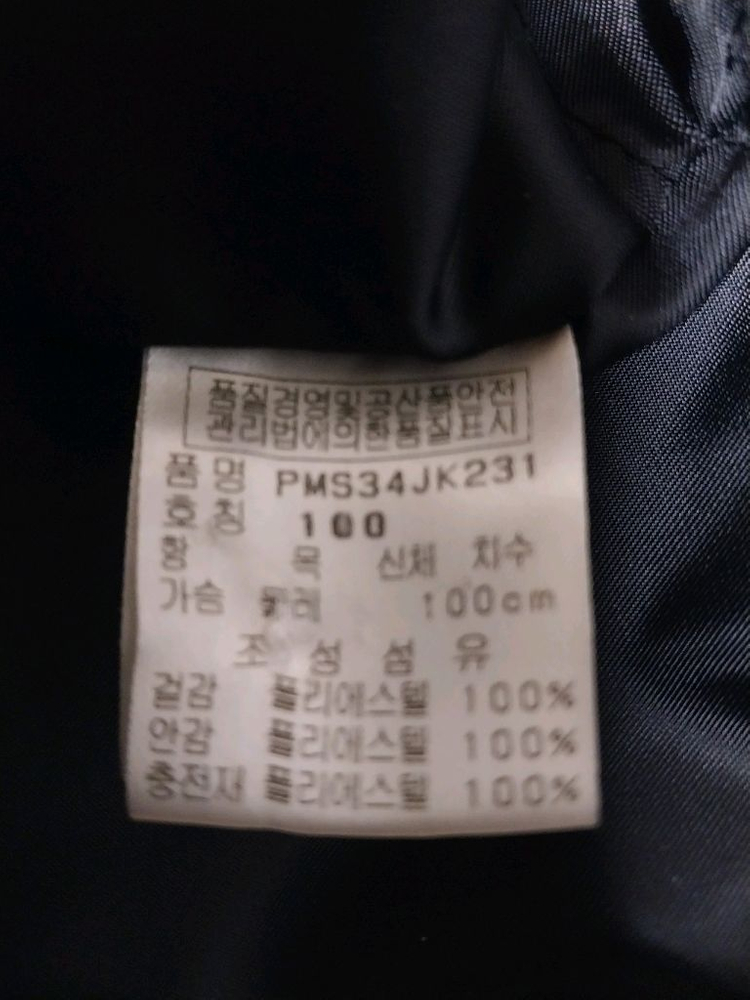 품질경영및공산품안전
관리법에의한품질표시
품 명 PMS34JK231
호 칭 100
항 목 신체 치수
가슴 둘레 100cm
조 성 섬 유
겉감 폴리에스텔 100%
안감 폴리에스텔 100%
충전재 폴리에스텔 100%